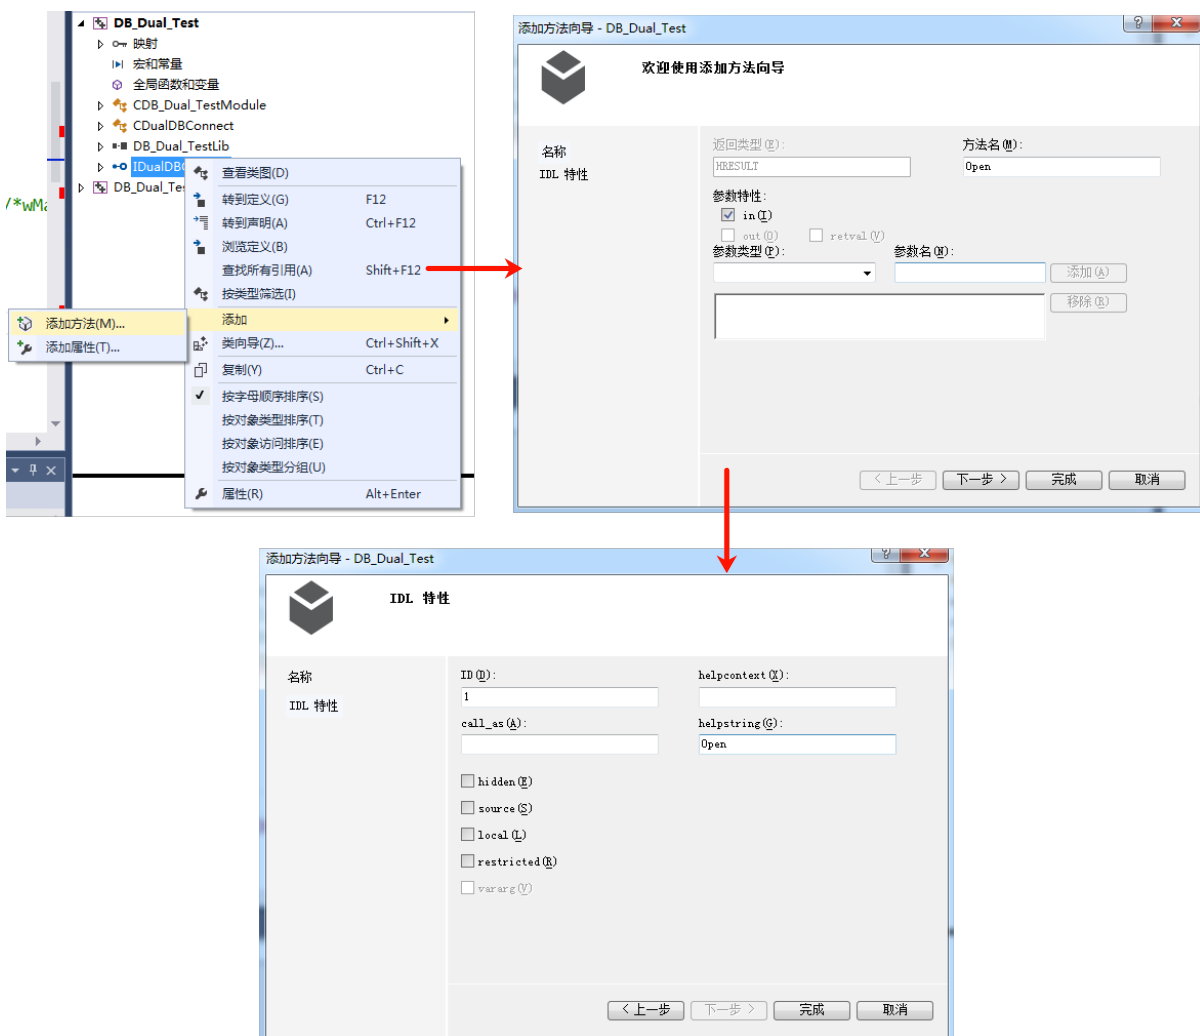 DB_Dual_Test
映射
宏和常量
全局函数和变量
CDB_Dual_TestModule
CDualDBConnect
DB_Dual_TestLib
IDualDB
DB_Dual_Te
/*wMa
查看类图(D)
转到定义(G) F12
转到声明(A) Ctrl+F12
浏览定义(B)
查找所有引用(A) Shift+F12
按类型筛选(I)
添加
类向导(Z)... Ctrl+Shift+X
复制(Y) Ctrl+C
按字母顺序排序(S)
按对象类型排序(T)
按对象访问排序(E)
按对象类型分组(U)
属性(R) Alt+Enter
添加方法(M)...
添加属性(T)...
添加方法向导 - DB_Dual_Test
欢迎使用添加方法向导
名称
IDL 特性
返回类型(E): 方法名(M):
HRESULT Open
参数特性:
in(I)
out(O) retval(V)
参数类型(P): 参数名(N):
添加(A)
移除(R)
< 上一步 下一步 > 完成 取消
添加方法向导 - DB_Dual_Test
IDL 特性
名称
IDL 特性
ID(D): helpcontext(X):
1
call_as(A): helpstring(G):
Open
hidden(E)
source(S)
local(L)
restricted(R)
vararg(V)
< 上一步 下一步 > 完成 取消